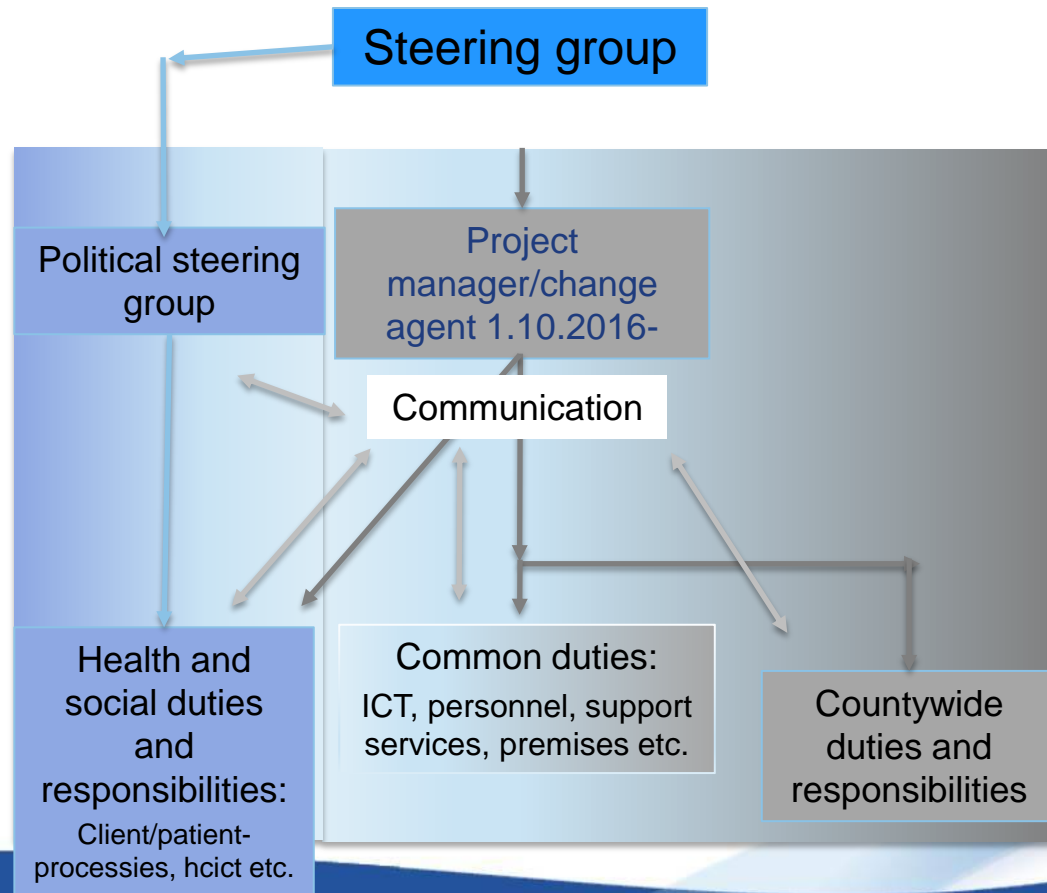 Steering group
Political steering
group
Project
manager/change
agent 1.10.2016-
Communication
Health and
social duties
and
responsibilities:
Client/patient-
processies, hcict etc.
Common duties:
ICT, personnel, support
services, premises etc.
Countywide
duties and
responsibilities